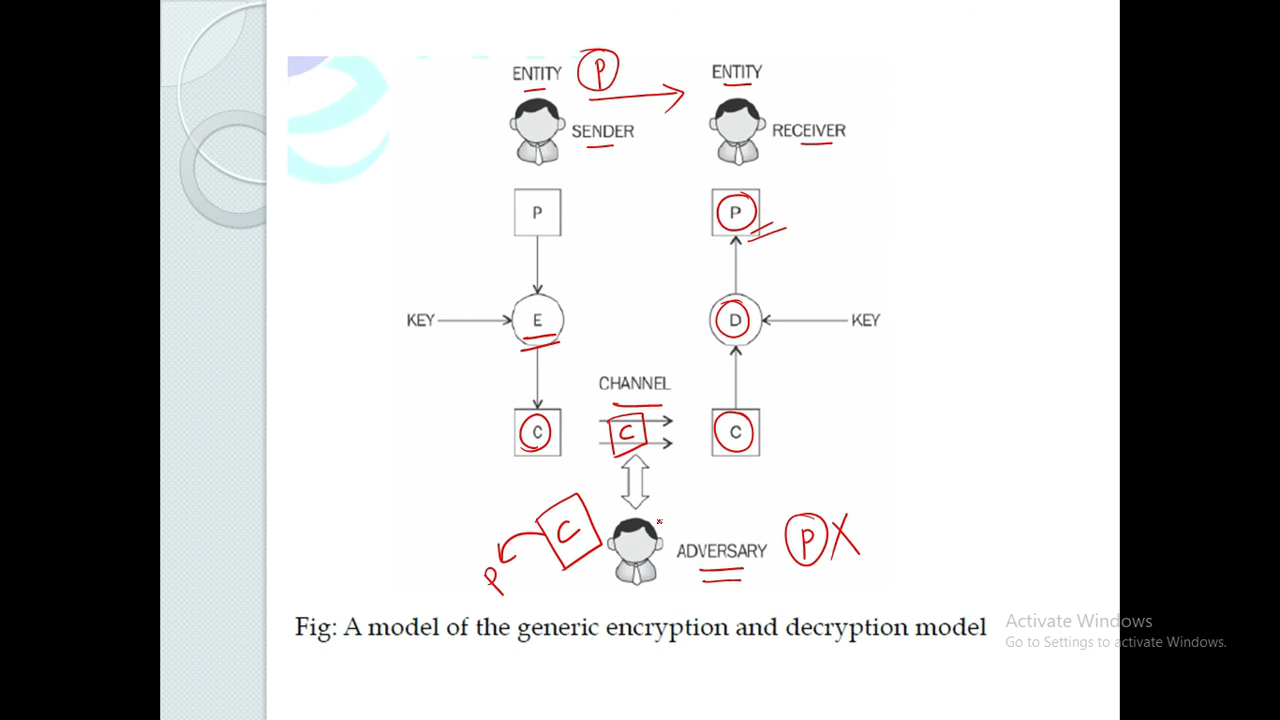 ENTITY P ENTITY
SENDER RECEIVER
P P
KEY E D KEY
CHANNEL
C C C
C
P
ADVERSARY P X
Fig: A model of the generic encryption and decryption model
Activate Windows
Go to Settings to activate Windows.